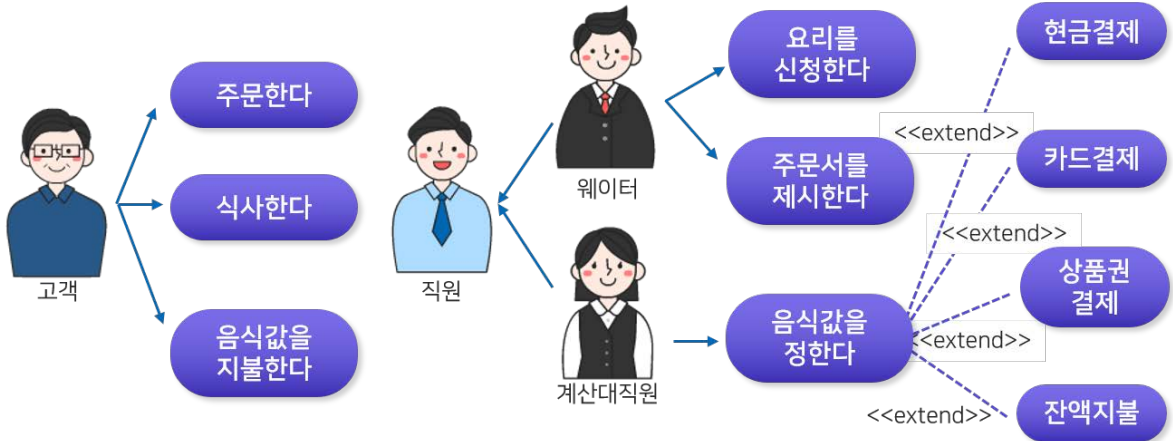 고객
주문한다
식사한다
음식값을
지불한다
직원
웨이터
계산대직원
요리를
신청한다
주문서를
제시한다
음식값을
정한다
<<extend>>
<<extend>>
<<extend>>
<<extend>>
현금결제
카드결제
상품권
결제
잔액지불